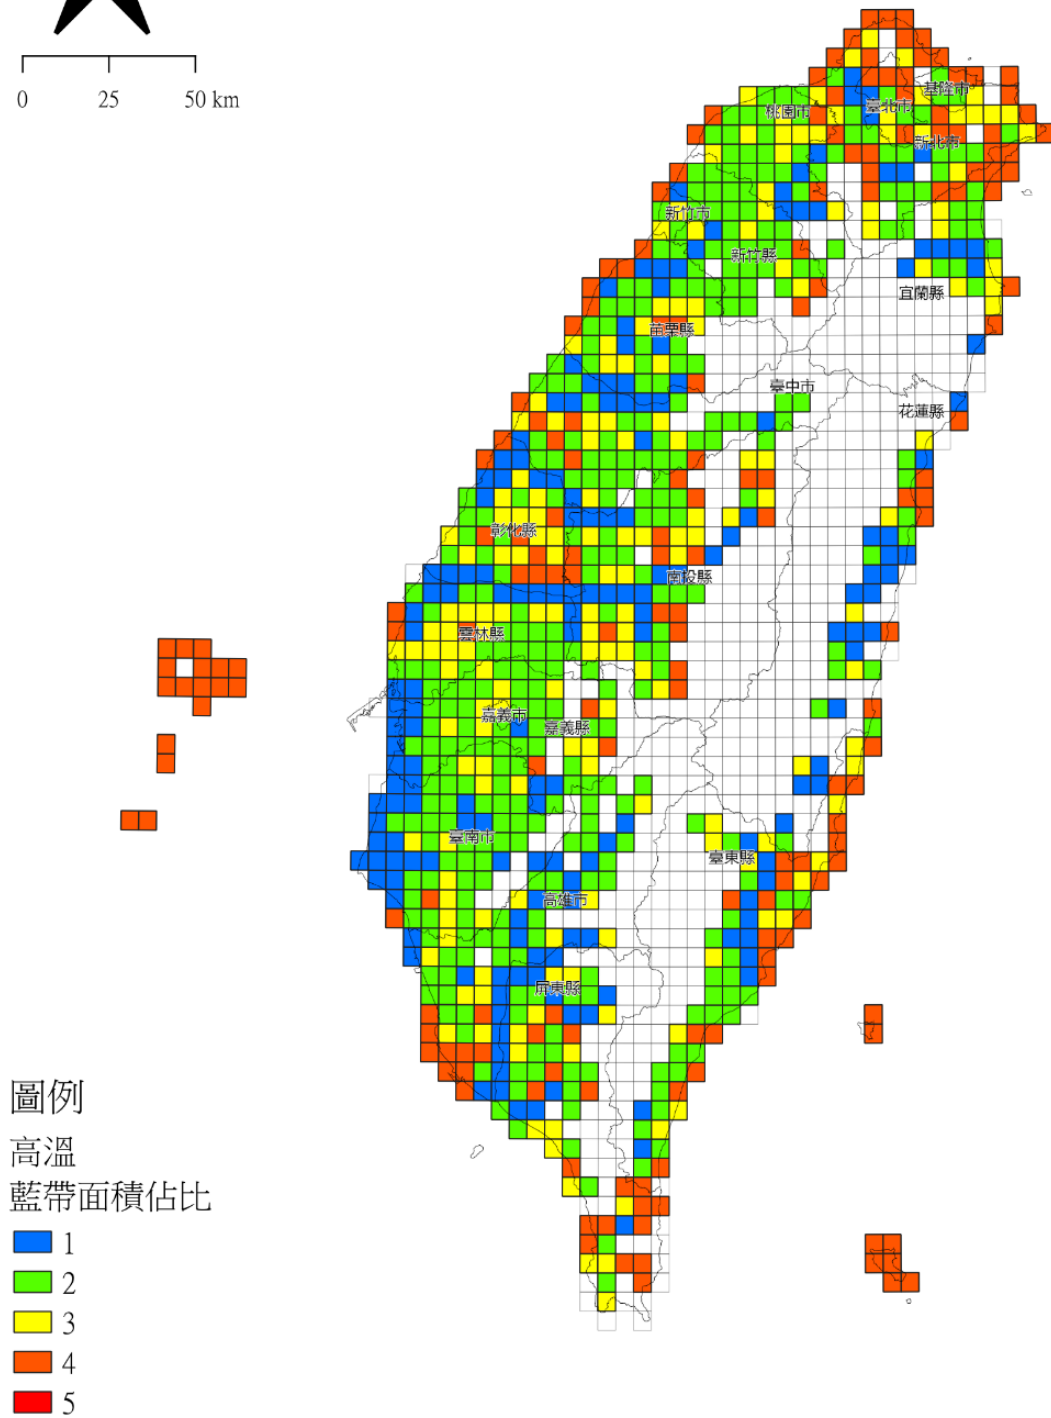 0 25 50 km
基隆市
臺北市
桃園市
新北市
新竹市
新竹縣
宜蘭縣
苗栗縣
臺中市
花蓮縣
彰化縣
南投縣
雲林縣
嘉義市
嘉義縣
臺南市
臺東縣
高雄市
屏東縣
圖例
高溫
藍帶面積佔比
1
2
3
4
5